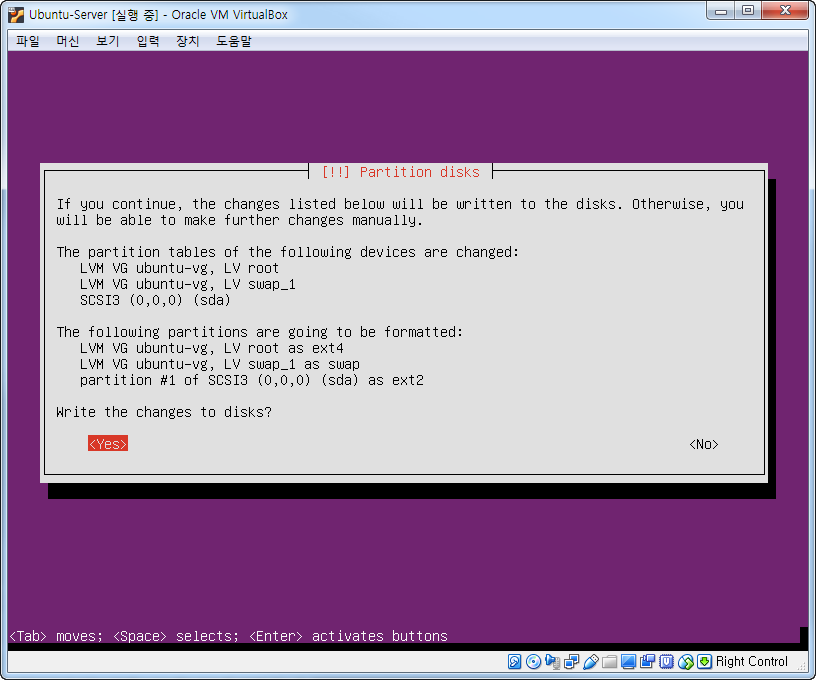 Ubuntu-Server [실행 중] - Oracle VM VirtualBox
파일 머신 보기 입력 장치 도움말
[!!] Partition disks
If you continue, the changes listed below will be written to the disks. Otherwise, you
will be able to make further changes manually.
The partition tables of the following devices are changed:
LVM VG ubuntu-vg, LV root
LVM VG ubuntu-vg, LV swap_1
SCSI3 (0,0,0) (sda)
The following partitions are going to be formatted:
LVM VG ubuntu-vg, LV root as ext4
LVM VG ubuntu-vg, LV swap_1 as swap
partition #1 of SCSI3 (0,0,0) (sda) as ext2
Write the changes to disks?
<Yes> <No>
<Tab> moves; <Space> selects; <Enter> activates buttons
Right Control